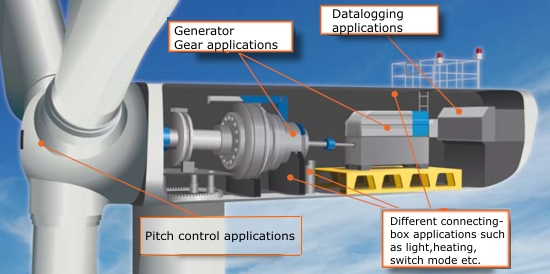 Datalogging
applications
Generator
Gear applications
Pitch control applications
Different connecting-
box applications such
as light,heating,
switch mode etc.